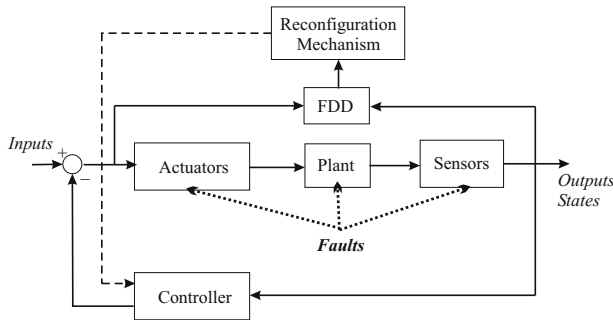 Reconfiguration
Mechanism
FDD
Inputs
+
−
Actuators
Plant
Sensors
Outputs
States
Faults
Controller